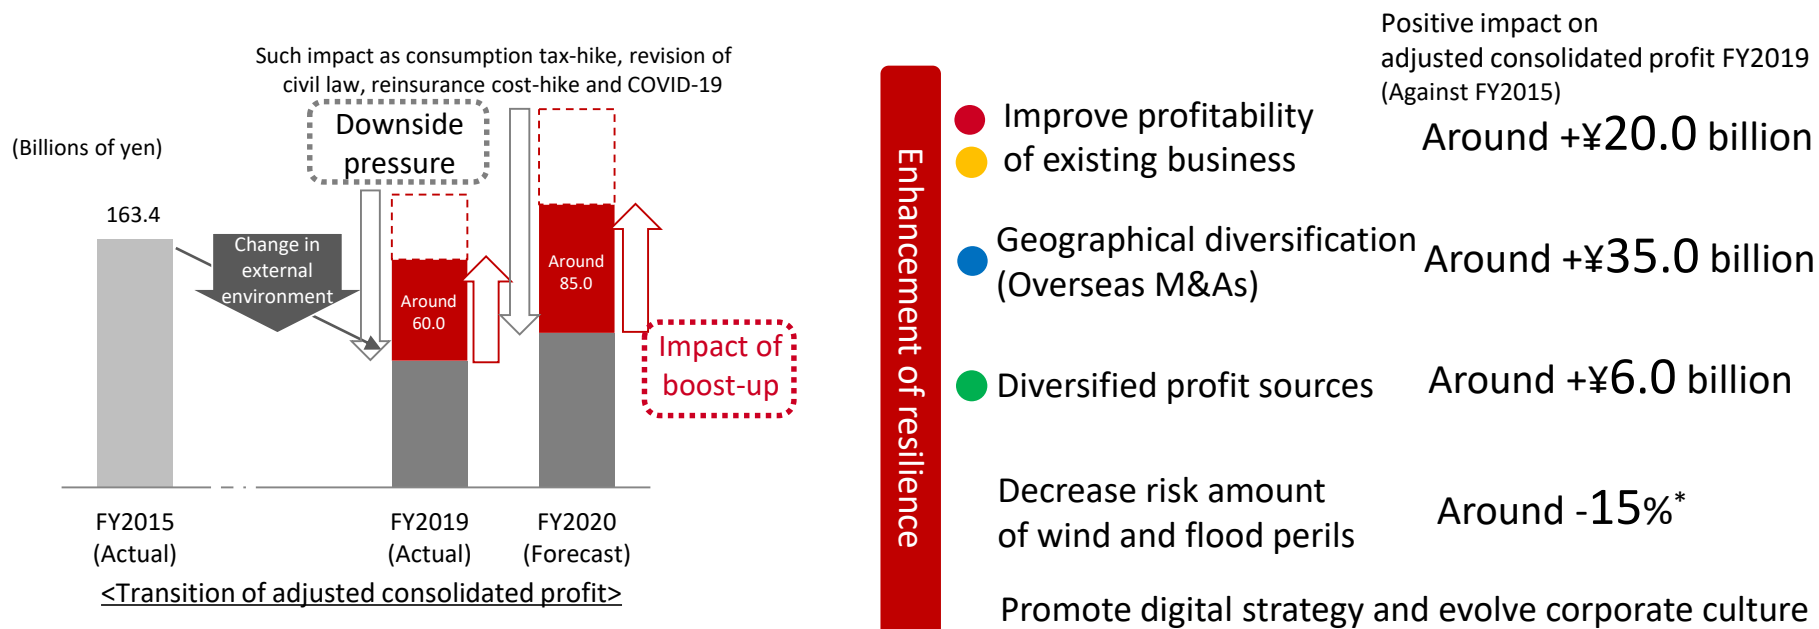 Such impact as consumption tax-hike, revision of
civil law, reinsurance cost-hike and COVID-19
Downside
pressure
(Billions of yen)
163.4
Change in
external
environment
Around
60.0
Around
85.0
Impact of
boost-up
FY2015
(Actual)
FY2019
(Actual)
FY2020
(Forecast)
<Transition of adjusted consolidated profit>
Enhancement of resilience
Positive impact on
adjusted consolidated profit FY2019
(Against FY2015)
Improve profitability
of existing business
Around +¥20.0 billion
Geographical diversification
(Overseas M&As)
Around +¥35.0 billion
Diversified profit sources
Around +¥6.0 billion
Decrease risk amount
of wind and flood perils
Around -15%*
Promote digital strategy and evolve corporate culture